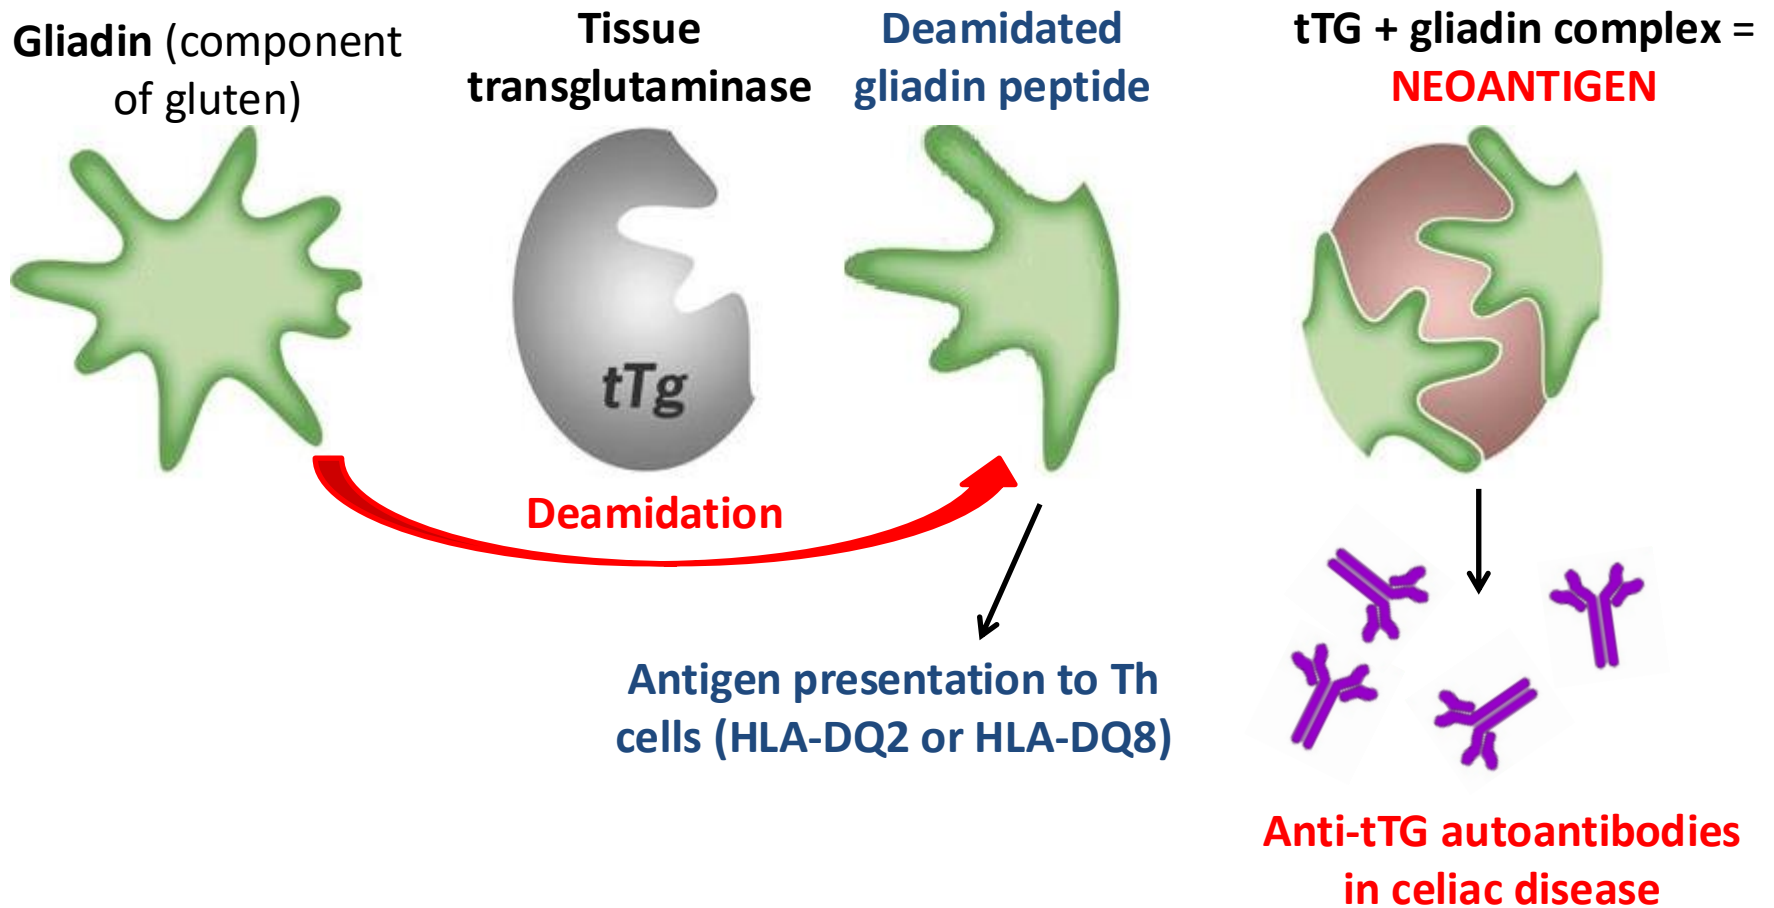 Gliadin (component
of gluten)
Tissue
transglutaminase
Deamidated
gliadin peptide
tTG + gliadin complex =
NEOANTIGEN
tTg
Deamidation
Antigen presentation to Th
cells (HLA-DQ2 or HLA-DQ8)
Anti-tTG autoantibodies
in celiac disease